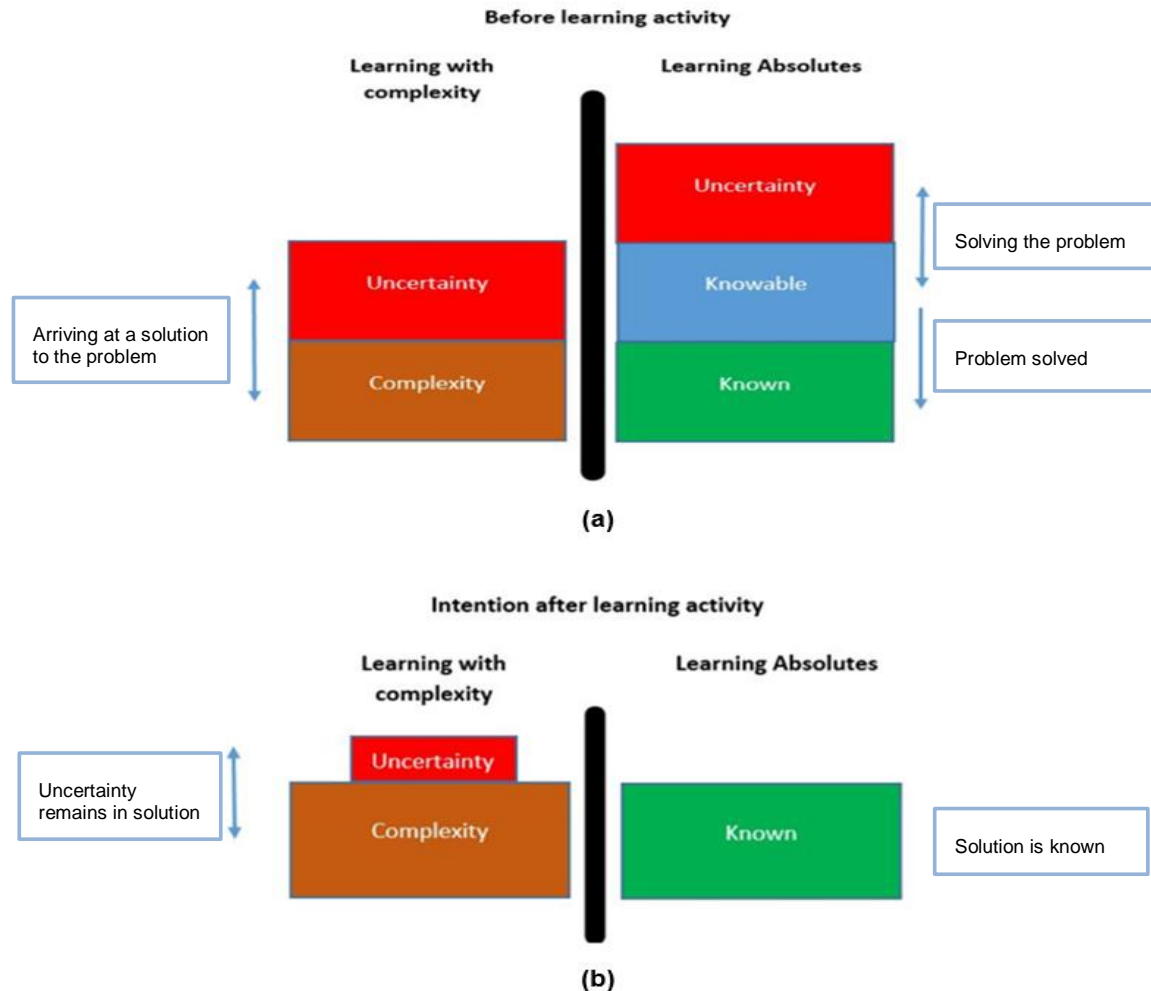 Before learning activity
Learning with
complexity
Learning Absolutes
Uncertainty
Uncertainty
Solving the problem
Knowable
Arriving at a solution
to the problem
Complexity
Known
Problem solved
(a)
Intention after learning activity
Learning with
complexity
Learning Absolutes
Uncertainty
Uncertainty
remains in solution
Complexity
Known
Solution is known
(b)